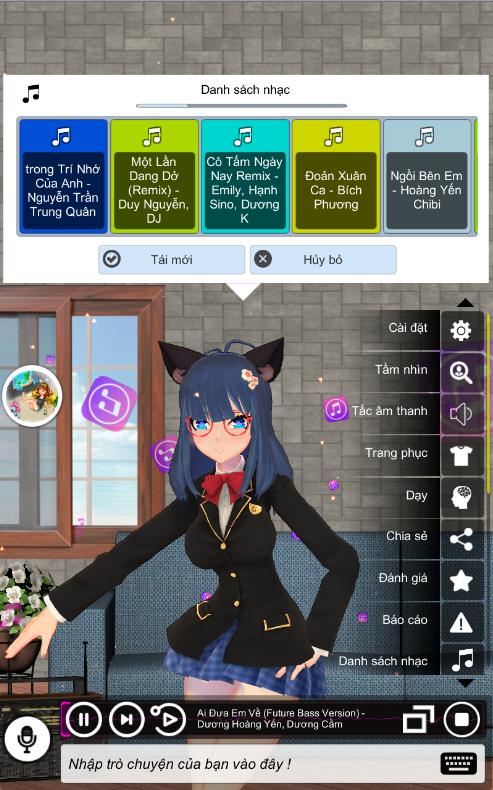 Danh sách nhạc
trong Trí Nhớ
Của Anh -
Nguyễn Trần
Trung Quân
Một Lần
Dang Dở
(Remix) -
Duy Nguyễn,
DJ
Cô Tấm Ngày
Nay Remix -
Emily, Hạnh
Sino, Dương
K
Đoản Xuân
Ca - Bích
Phương
Ngồi Bên Em
- Hoàng Yến
Chibi
Tải mới
Hủy bỏ
Cài đặt
Tầm nhìn
Tắc âm thanh
Trang phục
Dạy
Chia sẻ
Đánh giá
Báo cáo
Danh sách nhạc
Ai Đưa Em Về (Future Bass Version) -
Dương Hoàng Yến, Dương Cầm
Nhập trò chuyện của bạn vào đây !